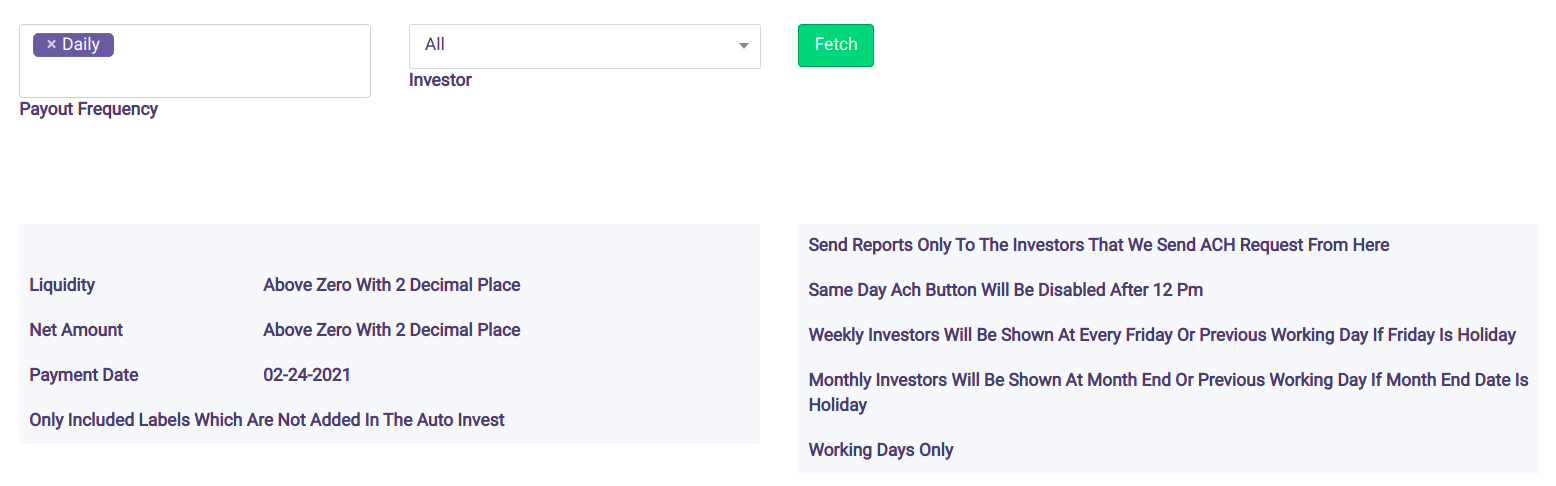 × Daily
Payout Frequency
All
Investor
Fetch
Liquidity Above Zero With 2 Decimal Place
Net Amount Above Zero With 2 Decimal Place
Payment Date 02-24-2021
Only Included Labels Which Are Not Added In The Auto Invest
Send Reports Only To The Investors That We Send ACH Request From Here
Same Day Ach Button Will Be Disabled After 12 Pm
Weekly Investors Will Be Shown At Every Friday Or Previous Working Day If Friday Is Holiday
Monthly Investors Will Be Shown At Month End Or Previous Working Day If Month End Date Is
Holiday
Working Days Only